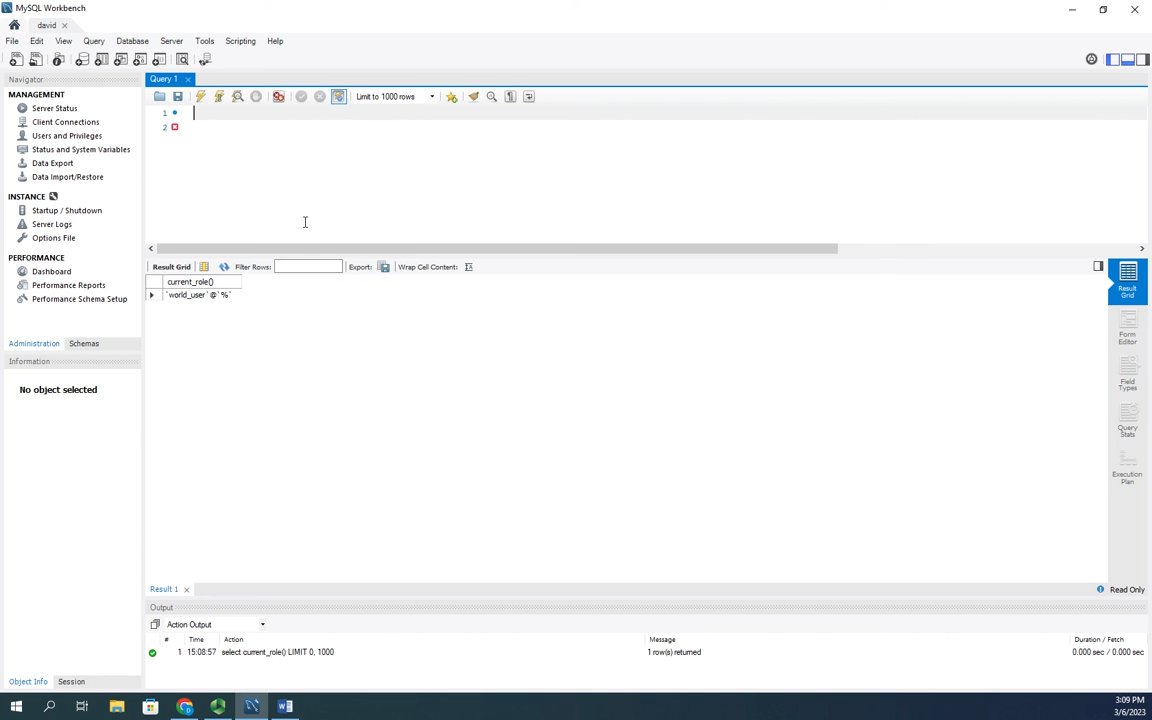 MySQL Workbench
david
File Edit View Query Database Server Tools Scripting Help
Navigator
MANAGEMENT
Server Status
Client Connections
Users and Privileges
Status and System Variables
Data Export
Data Import/Restore
INSTANCE
Startup / Shutdown
Server Logs
Options File
PERFORMANCE
Dashboard
Performance Reports
Performance Schema Setup
Administration Schemas
Information
No object selected
Object Info Session
Query 1
Limit to 1000 rows
1
2
Result Grid Filter Rows: Export: Wrap Cell Content:
current_role()
`world_user`@`%`
Result Grid
Form Editor
Field Types
Query Stats
Execution Plan
Result 1
Read Only
Output
Action Output
# Time Action Message Duration / Fetch
1 15:08:57 select current_role() LIMIT 0, 1000 1 row(s) returned 0.000 sec / 0.000 sec
3:09 PM
3/6/2023